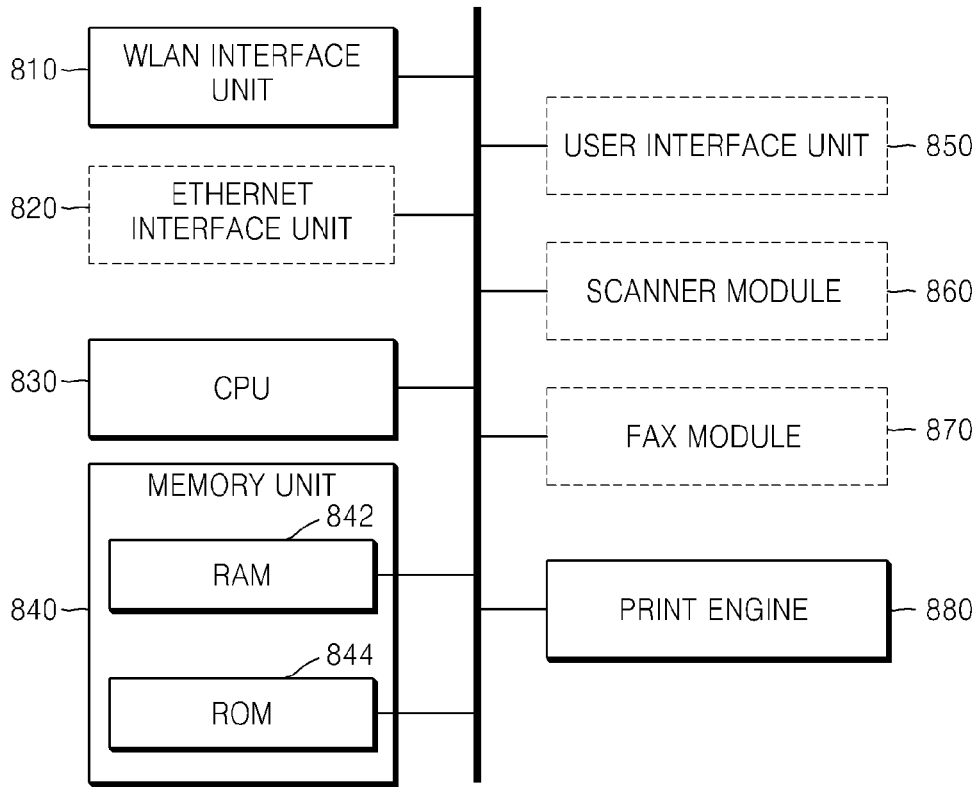 810
WLAN INTERFACE
UNIT
820
ETHERNET
INTERFACE UNIT
830
CPU
840
MEMORY UNIT
842
RAM
844
ROM
USER INTERFACE UNIT
850
SCANNER MODULE
860
FAX MODULE
870
PRINT ENGINE
880